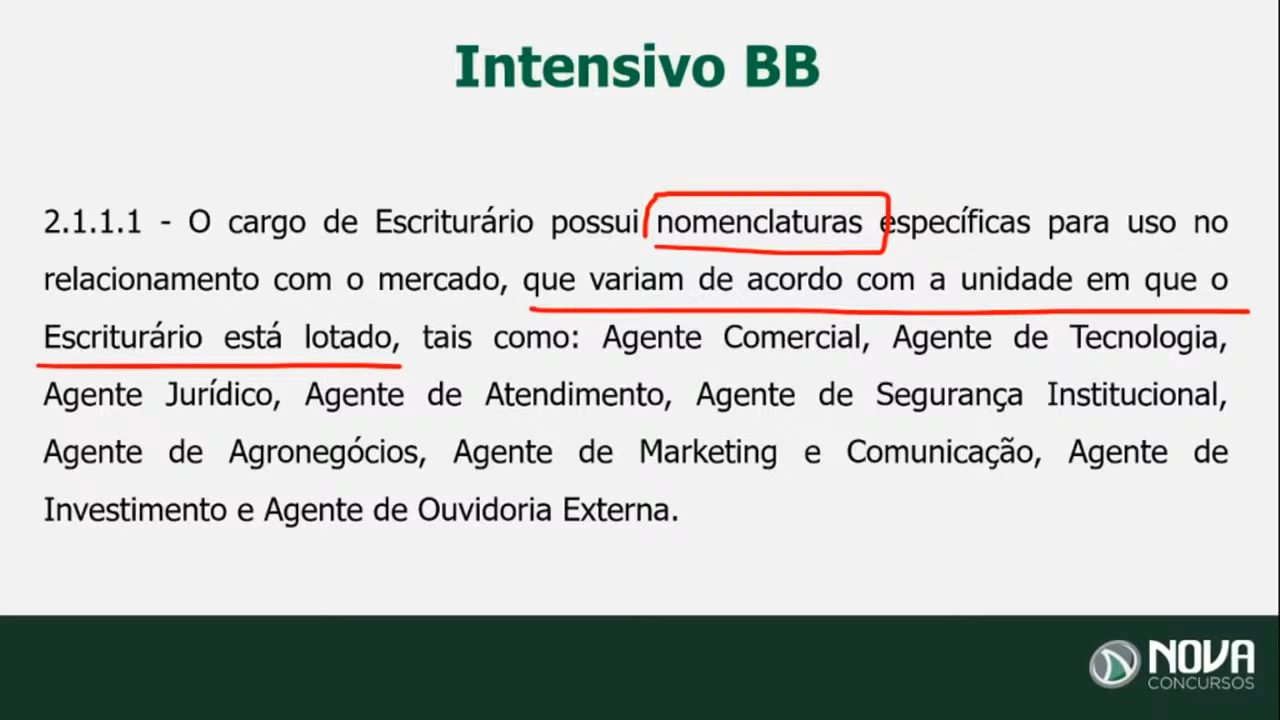 Intensivo BB
2.1.1.1 - O cargo de Escriturário possui nomenclaturas específicas para uso no
relacionamento com o mercado, que variam de acordo com a unidade em que o
Escriturário está lotado, tais como: Agente Comercial, Agente de Tecnologia,
Agente Jurídico, Agente de Atendimento, Agente de Segurança Institucional,
Agente de Agronegócios, Agente de Marketing e Comunicação, Agente de
Investimento e Agente de Ouvidoria Externa.
NOVA
CONCURSOS